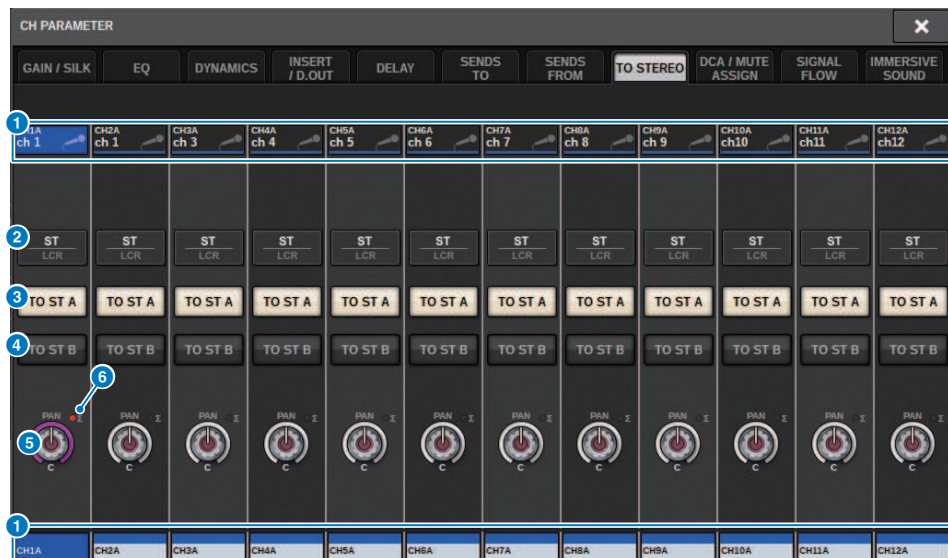 CH PARAMETER
GAIN / SILK EQ DYNAMICS INSERT / D.OUT DELAY SENDS TO SENDS FROM TO STEREO DCA / MUTE ASSIGN SIGNAL FLOW IMMERSIVE SOUND
1
CH1A CH2A CH3A CH4A CH5A CH6A CH7A CH8A CH9A CH10A CH11A CH12A
ch 1 ch 1 ch 3 ch 4 ch 5 ch 6 ch 7 ch 8 ch 9 ch10 ch11 ch12
2 ST ST ST ST ST ST ST ST ST ST ST ST
LCR LCR LCR LCR LCR LCR LCR LCR LCR LCR LCR LCR
3 TO ST A TO ST A TO ST A TO ST A TO ST A TO ST A TO ST A TO ST A TO ST A TO ST A TO ST A TO ST A
4 TO ST B TO ST B TO ST B TO ST B TO ST B TO ST B TO ST B TO ST B TO ST B TO ST B TO ST B TO ST B
6
PAN Σ PAN Σ PAN Σ PAN Σ PAN Σ PAN Σ PAN Σ PAN Σ PAN Σ PAN Σ PAN Σ PAN Σ
5
C C C C C C C C C C C C
1
CH1A CH2A CH3A CH4A CH5A CH6A CH7A CH8A CH9A CH10A CH11A CH12A